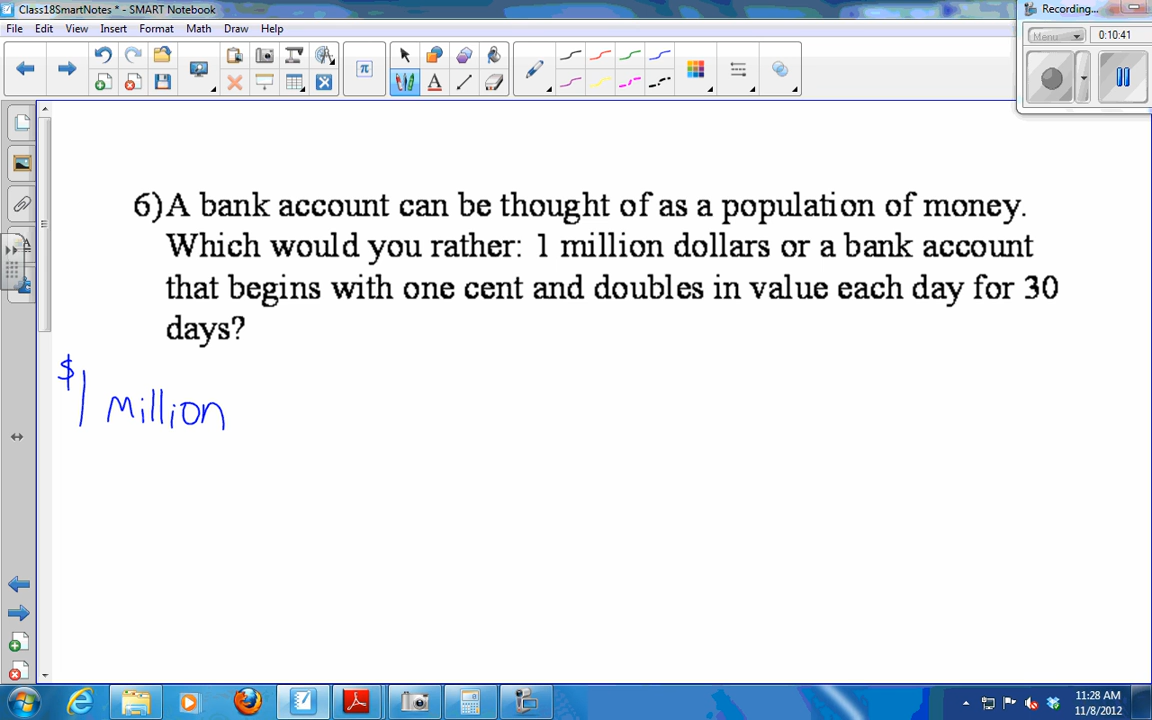 Class18SmartNotes * - SMART Notebook
Recording...
File Edit View Insert Format Math Draw Help
Menu
0:10:41
π
A
6)A bank account can be thought of as a population of money.
Which would you rather: 1 million dollars or a bank account
that begins with one cent and doubles in value each day for 30
days?
$1 Million
11:28 AM
11/8/2012